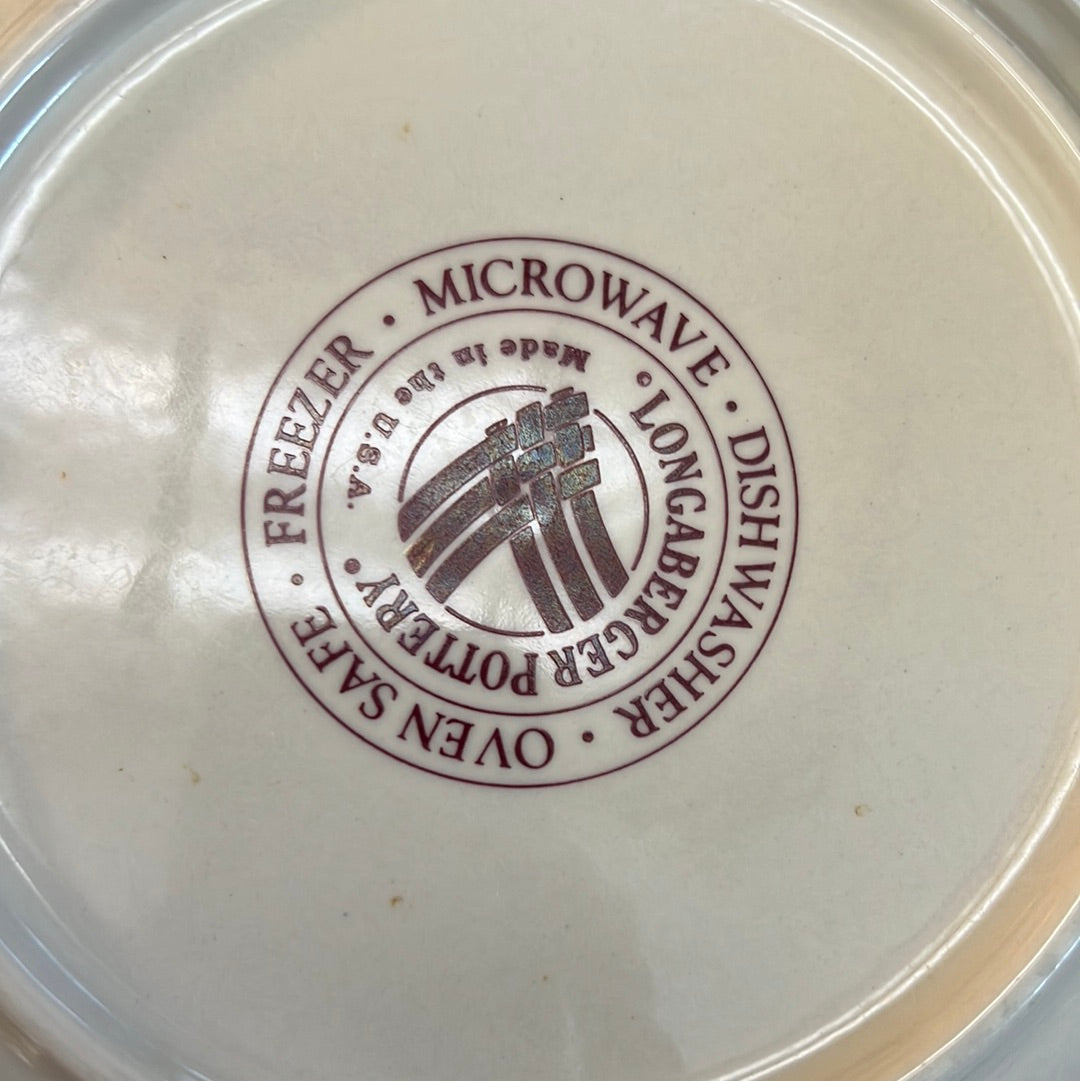 FREEZER · MICROWAVE · DISHWASHER · OVEN SAFE ·
• LONGABERGER POTTERY •
Made in the U.S.A.